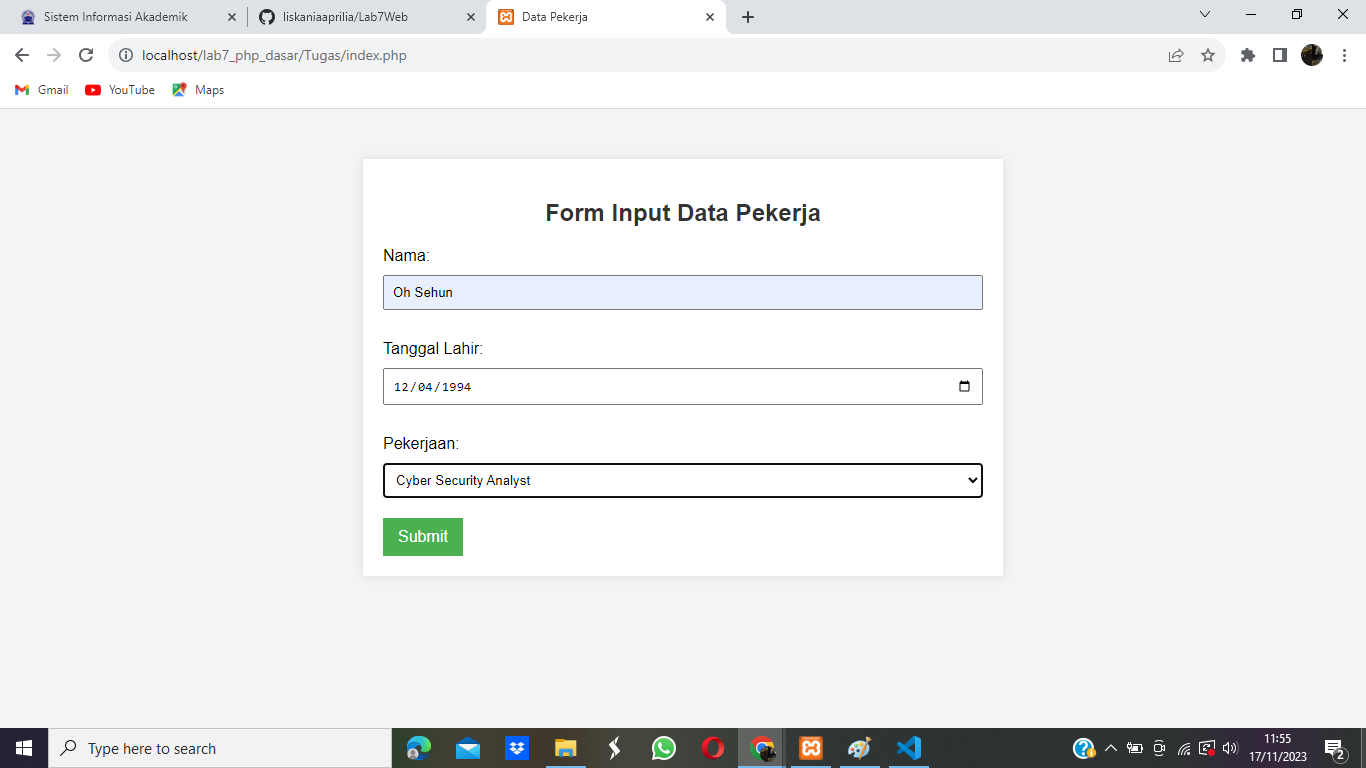 Sistem Informasi Akademik
liskaniaaprilia/Lab7Web
Data Pekerja
localhost/lab7_php_dasar/Tugas/index.php
Gmail
YouTube
Maps
Form Input Data Pekerja
Nama:
Oh Sehun
Tanggal Lahir:
12/04/1994
Pekerjaan:
Cyber Security Analyst
Submit
Type here to search
11:55
17/11/2023
2